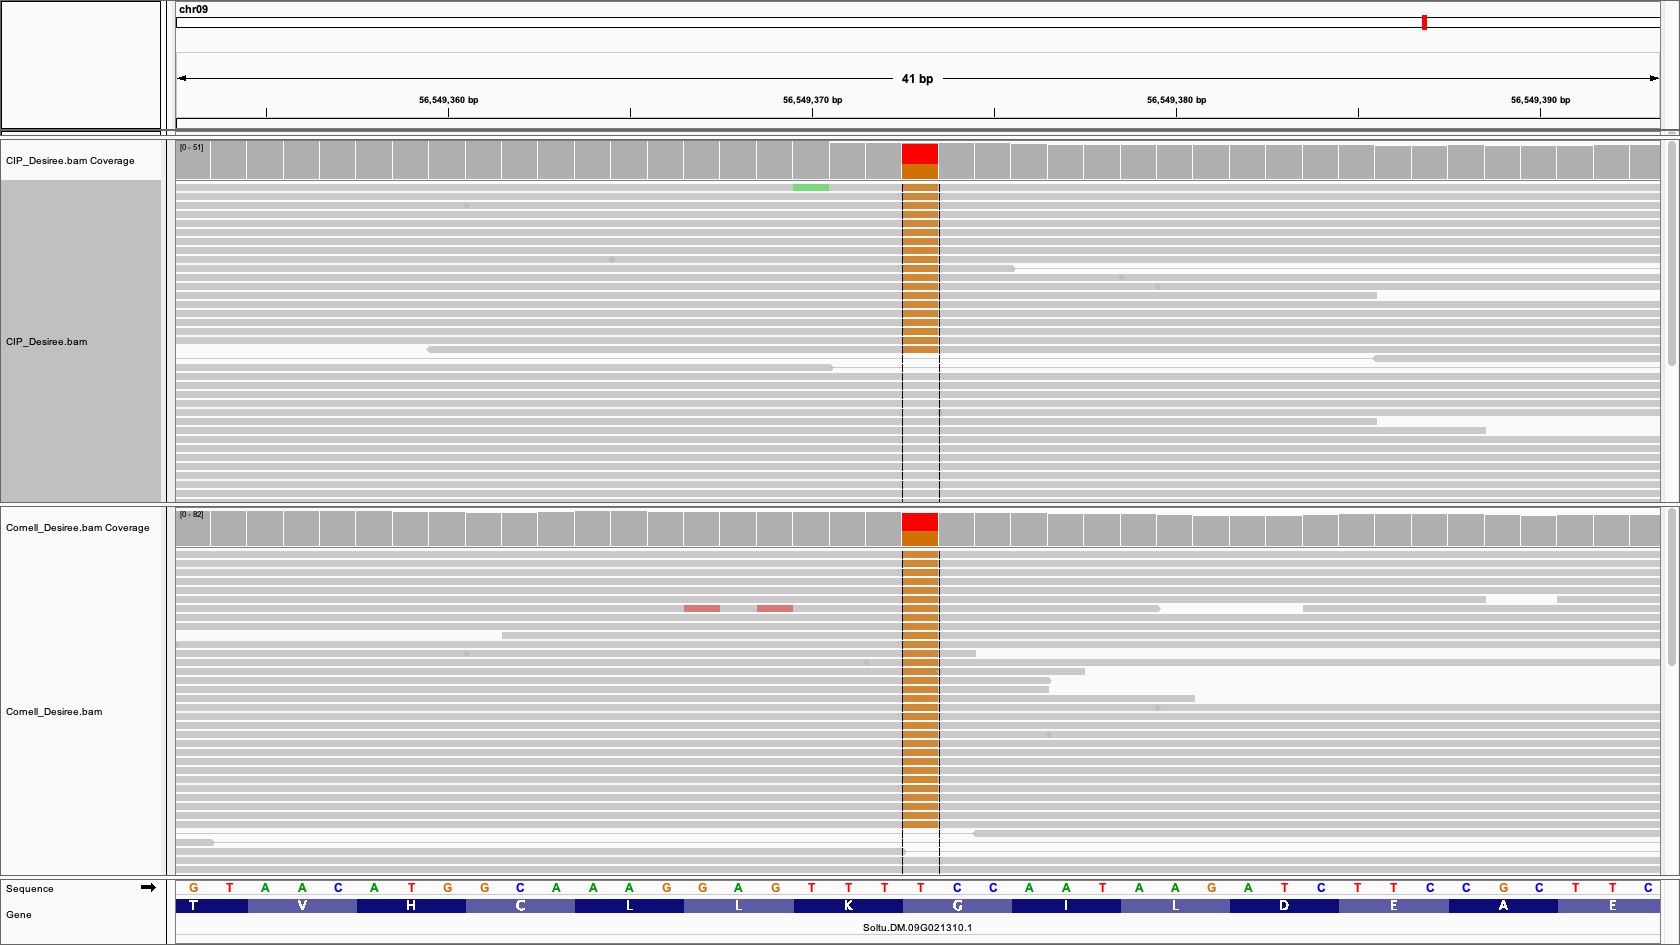 chr09
41 bp
56,549,360 bp 56,549,370 bp 56,549,380 bp 56,549,390 bp
[0 - 51]
CIP_Desiree.bam Coverage
CIP_Desiree.bam
[0 - 82]
Cornell_Desiree.bam Coverage
Cornell_Desiree.bam
Sequence G T A A C A T G G C A A A G G A G T T T T C C A A T A A G A T C T T C C G C T T C
Gene T V H C L L K G I L D E A E
Soltu.DM.09G021310.1